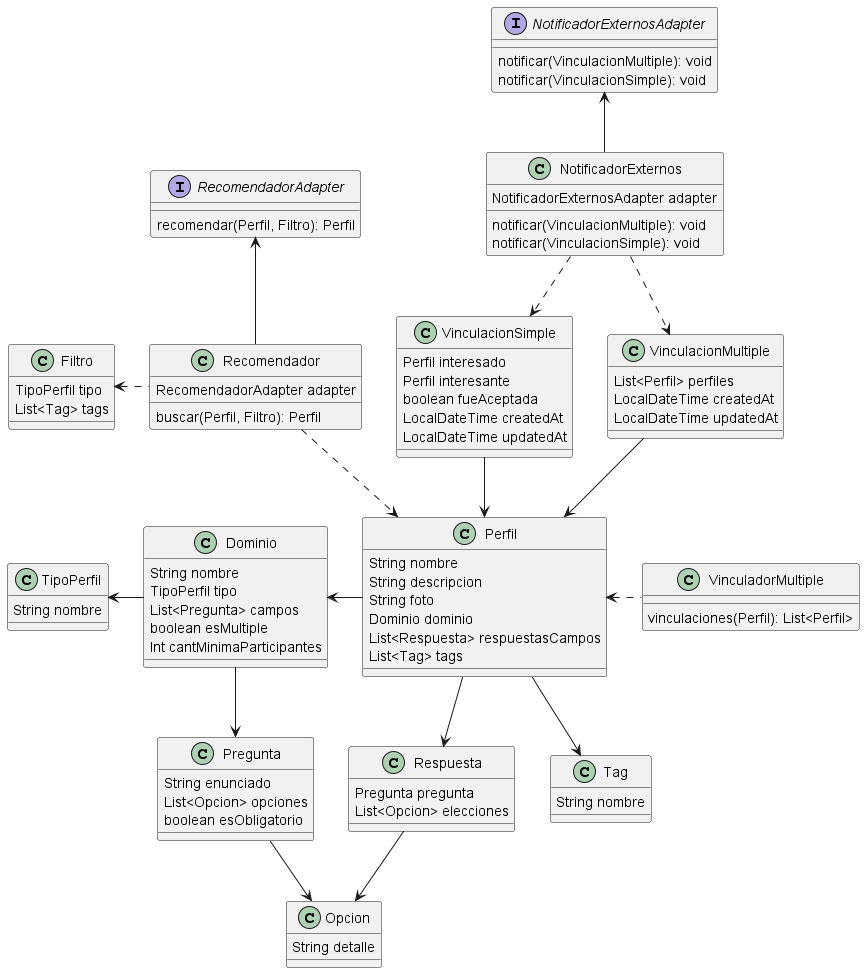 I NotificadorExternosAdapter
notificar(VinculacionMultiple): void
notificar(VinculacionSimple): void
C NotificadorExternos
NotificadorExternosAdapter adapter
notificar(VinculacionMultiple): void
notificar(VinculacionSimple): void
I RecomendadorAdapter
recomendar(Perfil, Filtro): Perfil
C Filtro
TipoPerfil tipo
List<Tag> tags
C Recomendador
RecomendadorAdapter adapter
buscar(Perfil, Filtro): Perfil
C VinculacionSimple
Perfil interesado
Perfil interesante
boolean fueAceptada
LocalDateTime createdAt
LocalDateTime updatedAt
C VinculacionMultiple
List<Perfil> perfiles
LocalDateTime createdAt
LocalDateTime updatedAt
C TipoPerfil
String nombre
C Dominio
String nombre
TipoPerfil tipo
List<Pregunta> campos
boolean esMultiple
Int cantMinimaParticipantes
C Perfil
String nombre
String descripcion
String foto
Dominio dominio
List<Respuesta> respuestasCampos
List<Tag> tags
C VinculadorMultiple
vinculaciones(Perfil): List<Perfil>
C Pregunta
String enunciado
List<Opcion> opciones
boolean esObligatorio
C Respuesta
Pregunta pregunta
List<Opcion> elecciones
C Tag
String nombre
C Opcion
String detalle